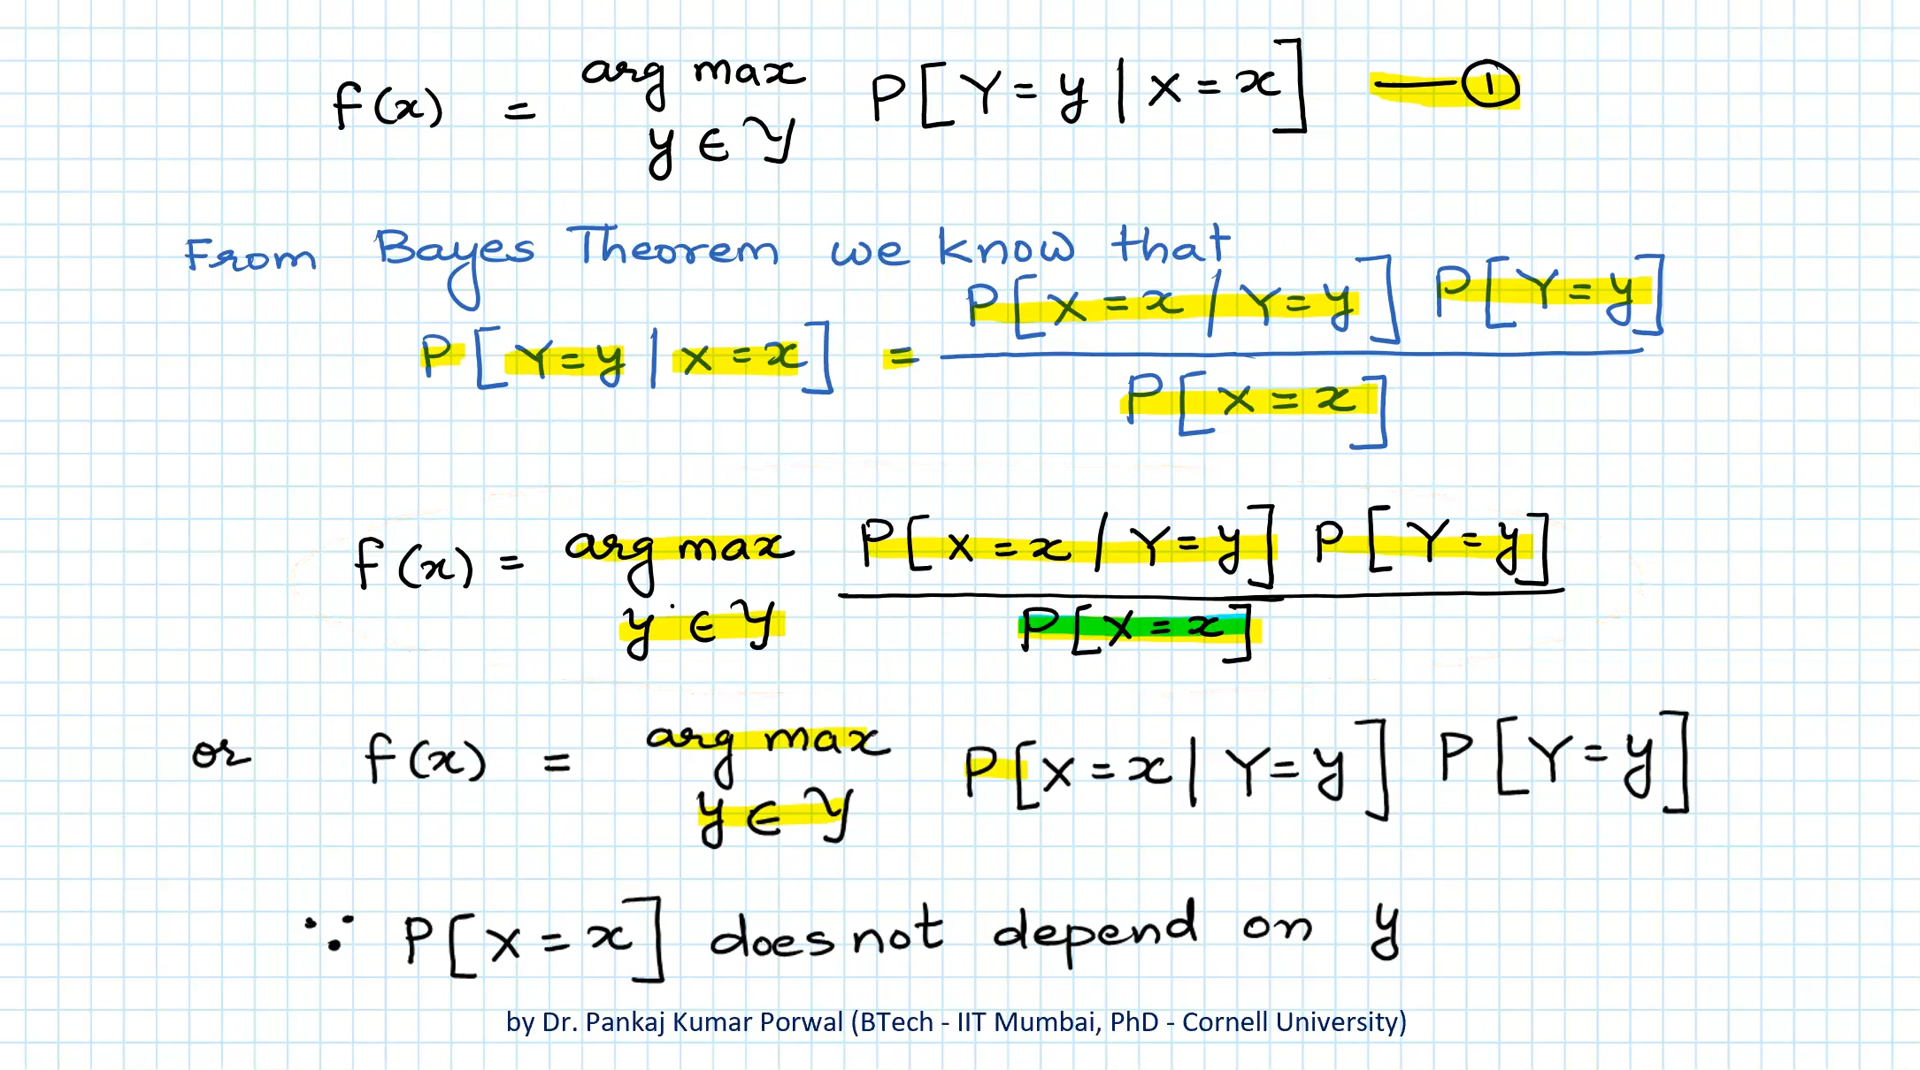 f(x) = arg max y ∈ 𝒴 P[Y = y | X = x] — ①
From Bayes Theorem we know that
P[Y = y | X = x] = P[X = x / Y = y] P[Y = y] / P[X = x]
f(x) = arg max y ∈ 𝒴 P[X = x / Y = y] P[Y = y] / P[X = x]
or f(x) = arg max y ∈ 𝒴 P[X = x | Y = y] P[Y = y]
∵ P[X = x] does not depend on y
by Dr. Pankaj Kumar Porwal (BTech - IIT Mumbai, PhD - Cornell University)